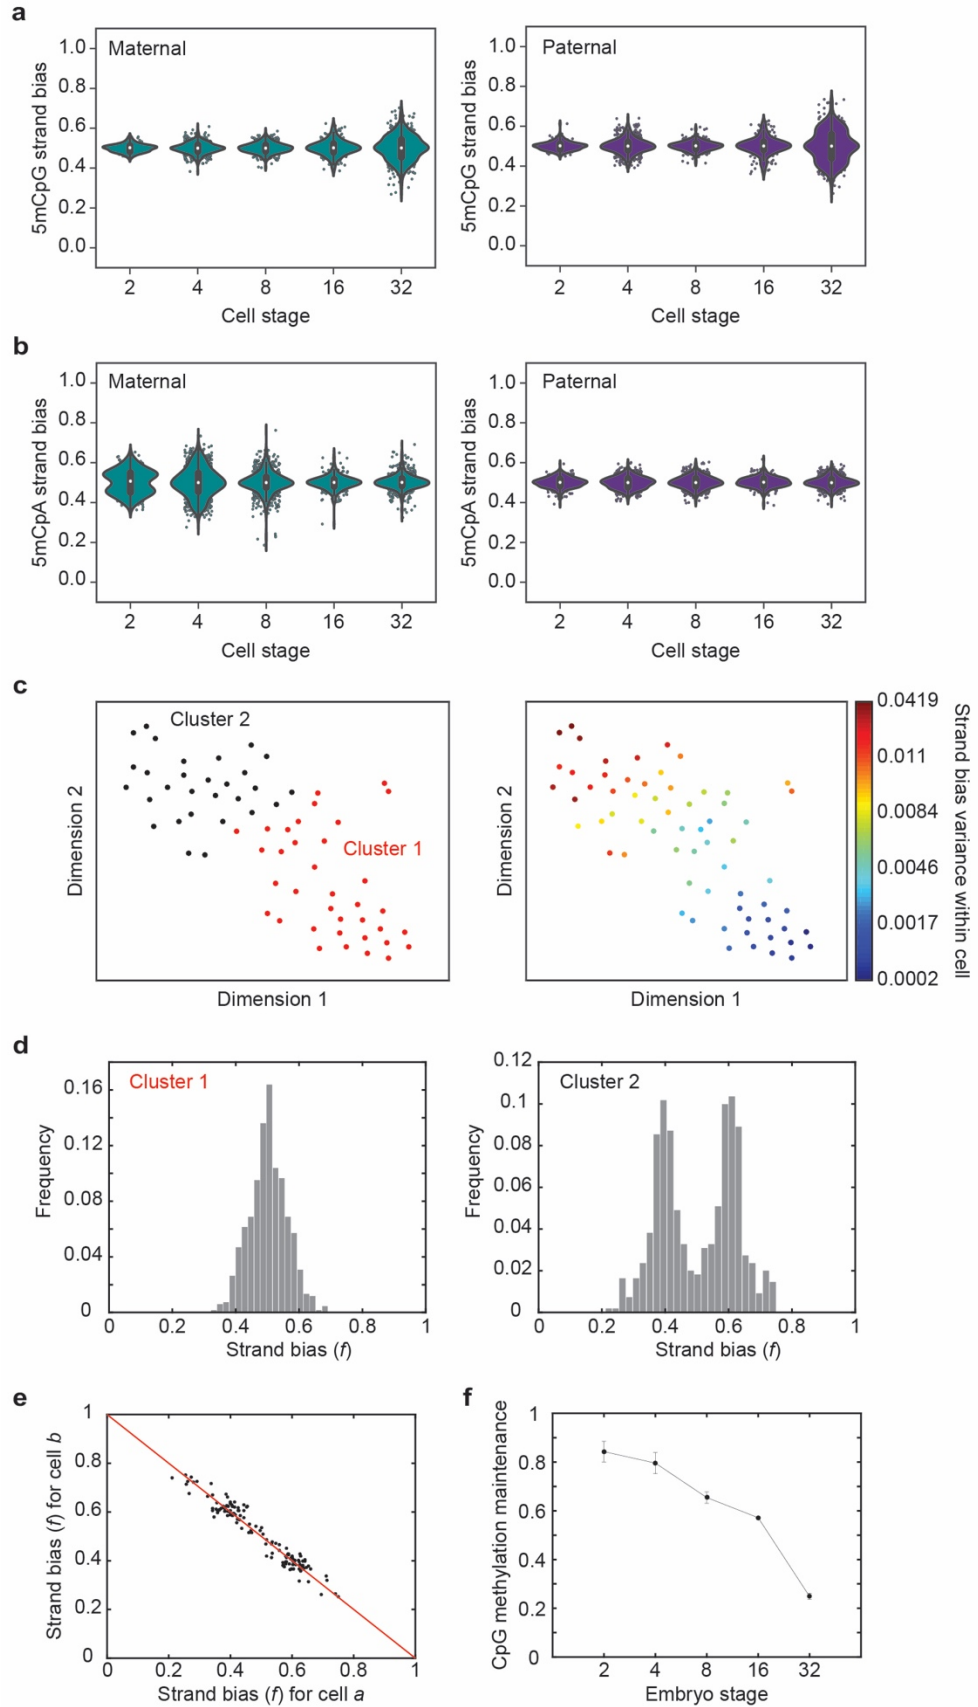 a
Maternal
5mCpG strand bias
1.0
0.8
0.6
0.4
0.2
0.0
2 4 8 16 32
Cell stage
Paternal
5mCpG strand bias
1.0
0.8
0.6
0.4
0.2
0.0
2 4 8 16 32
Cell stage
b
Maternal
5mCpA strand bias
1.0
0.8
0.6
0.4
0.2
0.0
2 4 8 16 32
Cell stage
Paternal
5mCpA strand bias
1.0
0.8
0.6
0.4
0.2
0.0
2 4 8 16 32
Cell stage
c
Cluster 2
Cluster 1
Dimension 2
Dimension 1
Dimension 2
Dimension 1
0.0419
0.011
0.0084
0.0046
0.0017
0.0002
Strand bias variance within cell
d
Cluster 1
Frequency
0.16
0.12
0.08
0.04
0
0 0.2 0.4 0.6 0.8 1
Strand bias (f)
Cluster 2
Frequency
0.12
0.1
0.08
0.06
0.04
0.02
0
0 0.2 0.4 0.6 0.8 1
Strand bias (f)
e
Strand bias (f) for cell b
1
0.8
0.6
0.4
0.2
0
0 0.2 0.4 0.6 0.8 1
Strand bias (f) for cell a
f
CpG methylation maintenance
1
0.8
0.6
0.4
0.2
0
2 4 8 16 32
Embryo stage